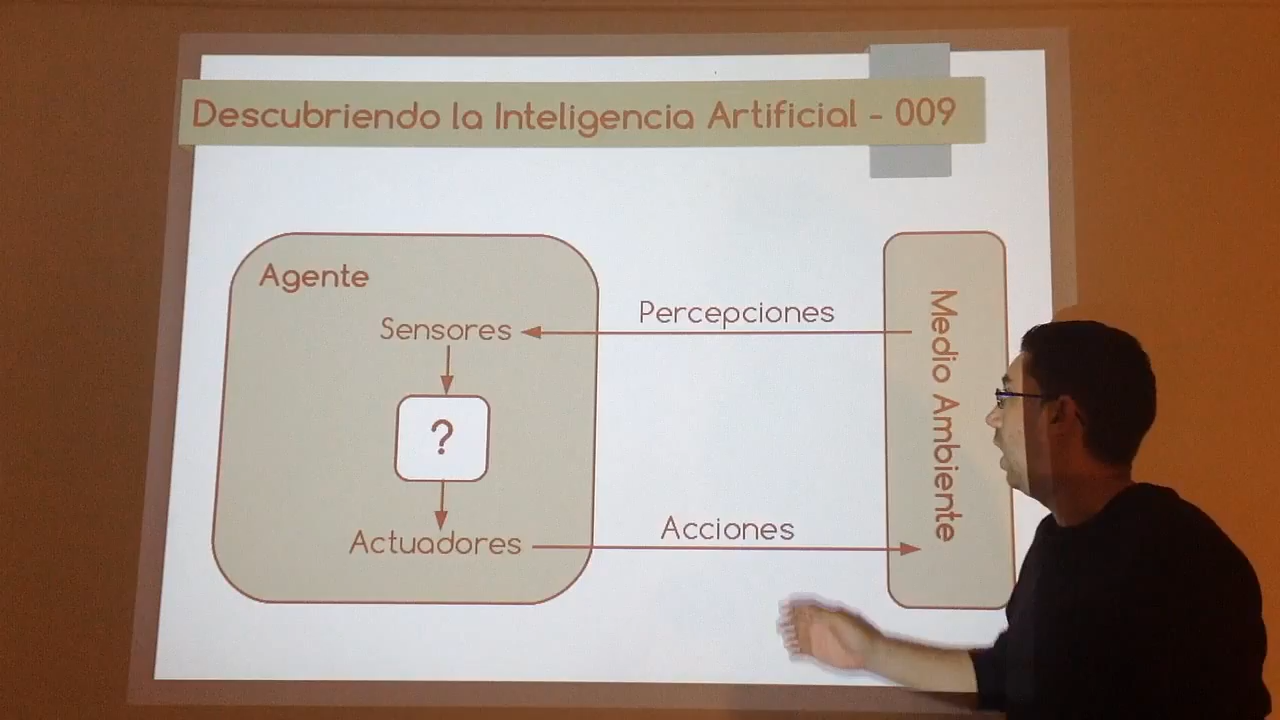 Descubriendo la Inteligencia Artificial - 009
Agente
Percepciones
Sensores
?
Medio Ambiente
Acciones
Actuadores